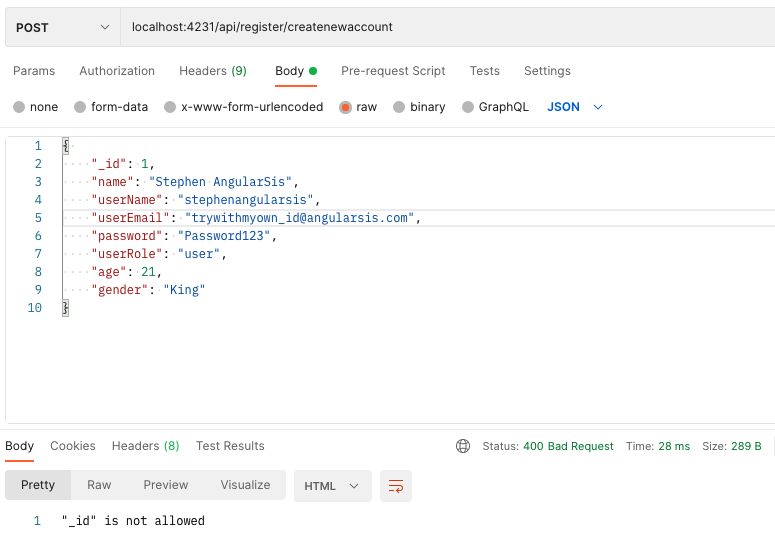 POST localhost:4231/api/register/createnewaccount
Params Authorization Headers (9) Body Pre-request Script Tests Settings
none form-data x-www-form-urlencoded raw binary GraphQL JSON
1 {
2 "_id": 1,
3 "name": "Stephen AngularSis",
4 "userName": "stephenangularsis",
5 "userEmail": "trywithmyown_id@angularsis.com",
6 "password": "Password123",
7 "userRole": "user",
8 "age": 21,
9 "gender": "King"
10 }
Body Cookies Headers (8) Test Results Status: 400 Bad Request Time: 28 ms Size: 289 B
Pretty Raw Preview Visualize HTML
1 "_id" is not allowed